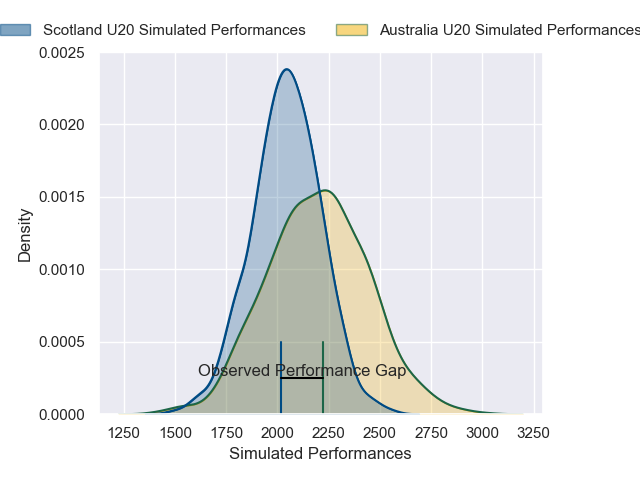 Scotland U20 Simulated Performances Australia U20 Simulated Performances
0.0025
0.0020
0.0015
0.0010
0.0005
0.0000
Density
Observed Performance Gap
1250 1500 1750 2000 2250 2500 2750 3000 3250
Simulated Performances